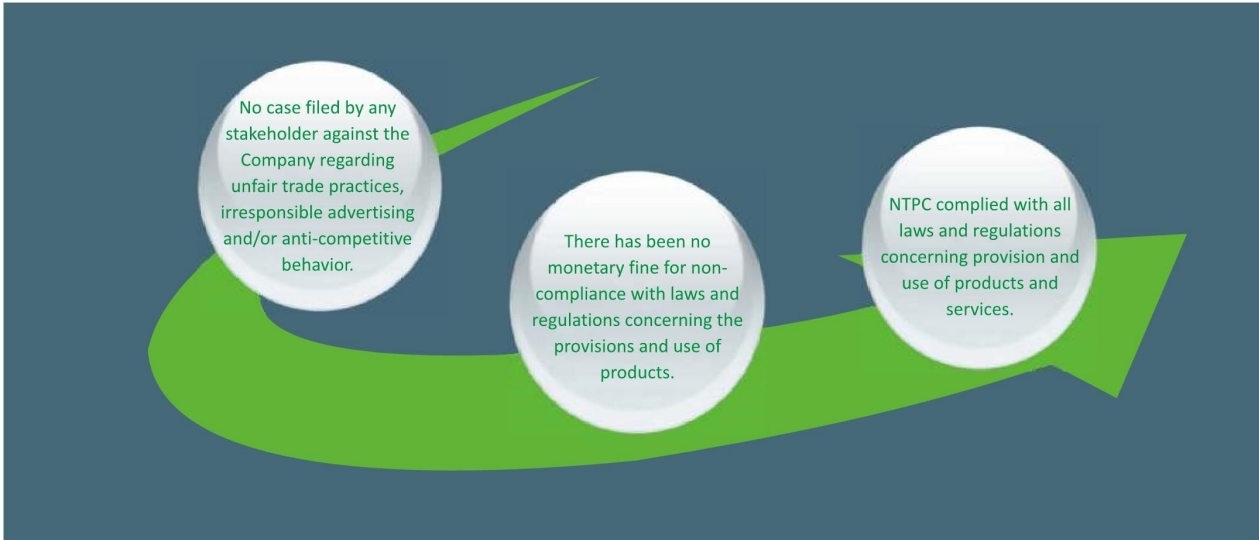 No case filed by any
stakeholder against the
Company regarding
unfair trade practices,
irresponsible advertising
and/or anti-competitive
behavior.
There has been no
monetary fine for non-
compliance with laws and
regulations concerning the
provisions and use of
products.
NTPC complied with all
laws and regulations
concerning provision and
use of products and
services.